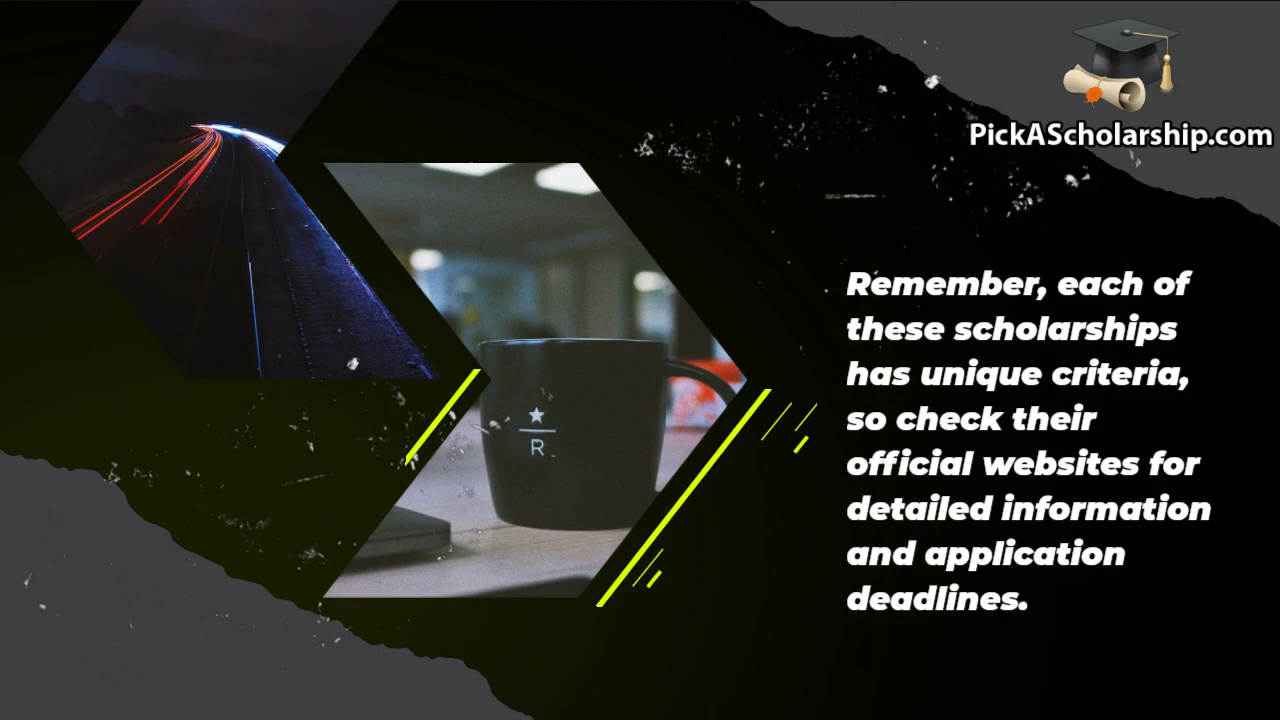 PickAScholarship.com
R
Remember, each of
these scholarships
has unique criteria,
so check their
official websites for
detailed information
and application
deadlines.